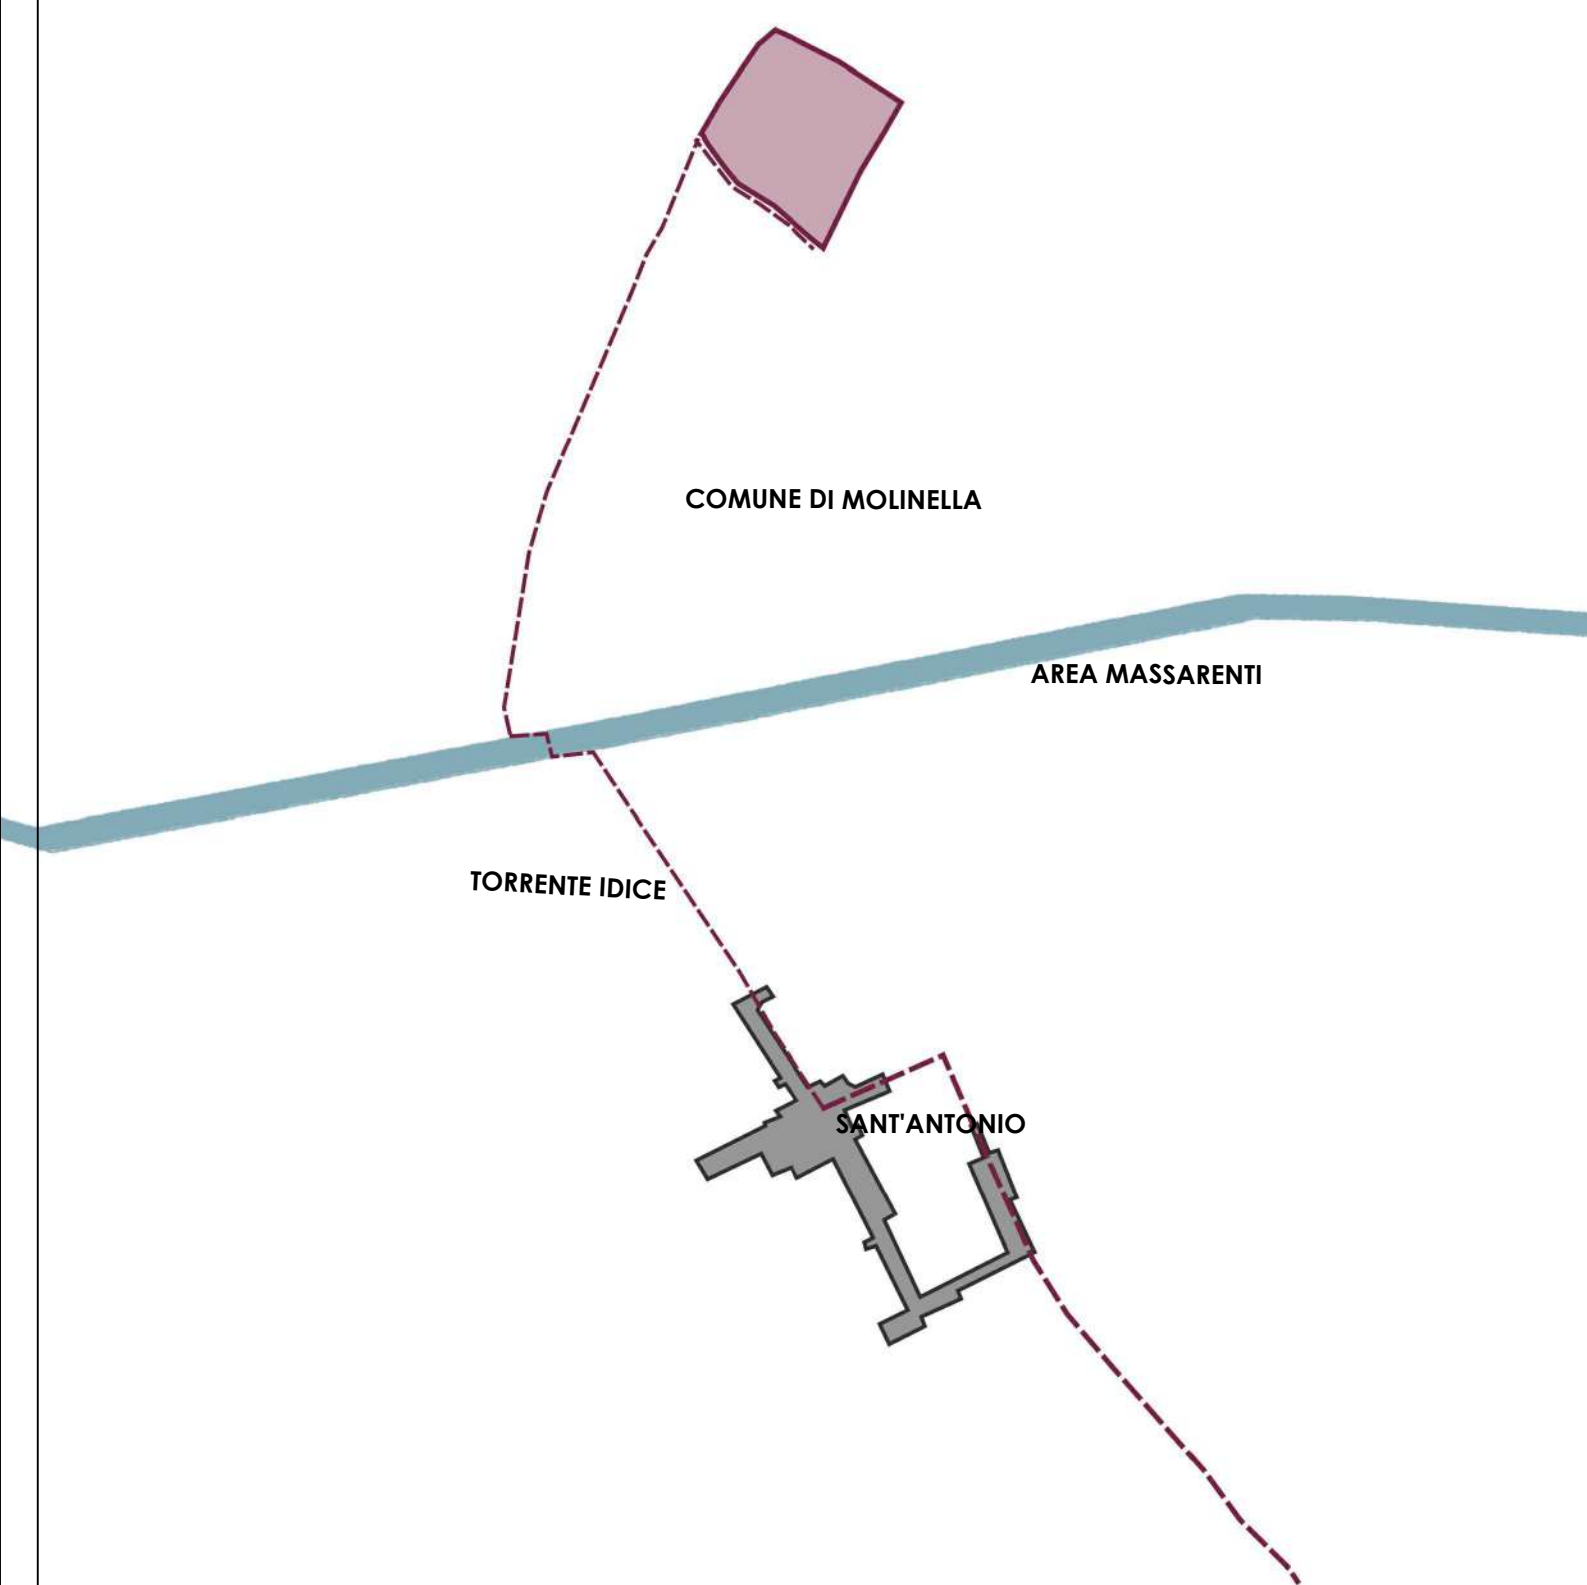 COMUNE DI MOLINELLA
AREA MASSARENTI
TORRENTE IDICE
SANT'ANTONIO